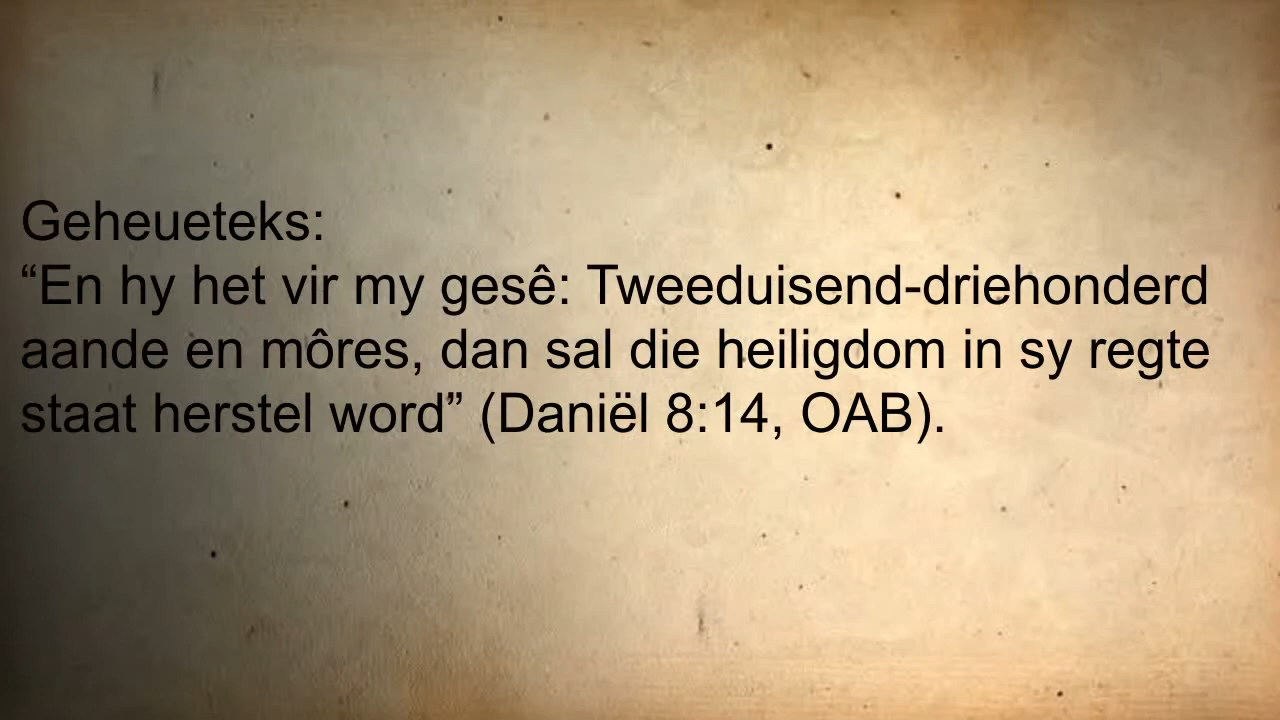 Geheueteks:
“En hy het vir my gesê: Tweeduisend-driehonderd
aande en môres, dan sal die heiligdom in sy regte
staat herstel word” (Daniël 8:14, OAB).